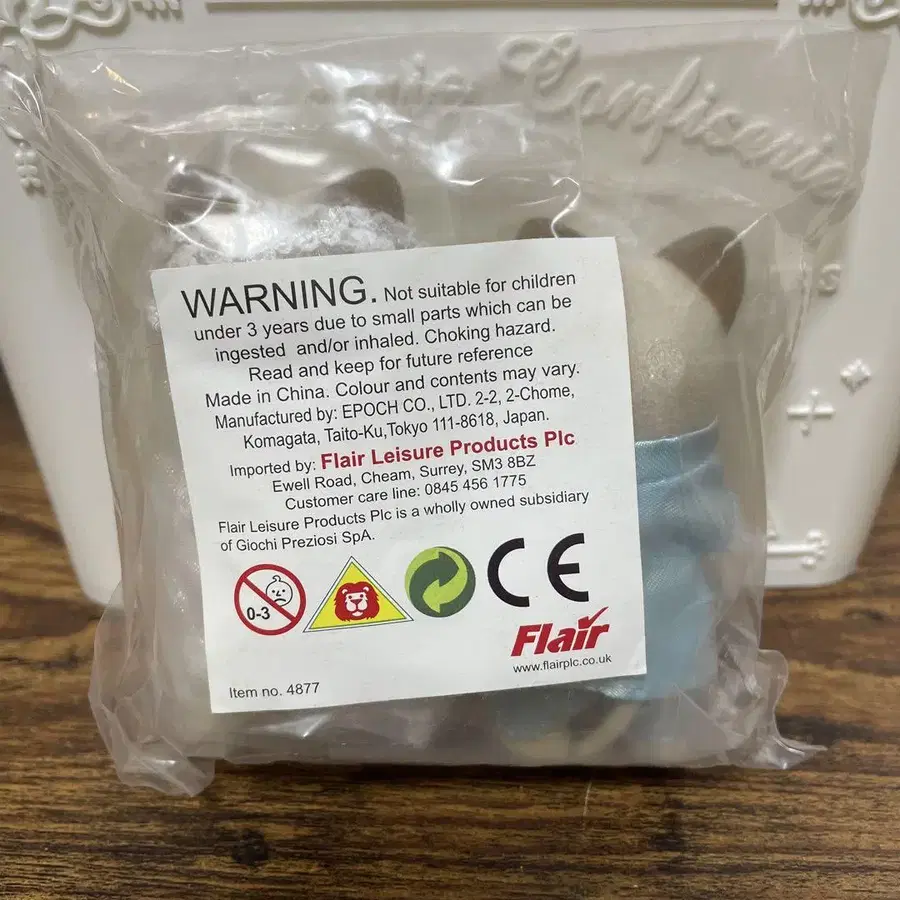 Confiserie
s
WARNING. Not suitable for children
under 3 years due to small parts which can be
ingested and/or inhaled. Choking hazard.
Read and keep for future reference
Made in China. Colour and contents may vary.
Manufactured by: EPOCH CO., LTD. 2-2, 2-Chome,
Komagata, Taito-Ku,Tokyo 111-8618, Japan.
Imported by: Flair Leisure Products Plc
Ewell Road, Cheam, Surrey, SM3 8BZ
Customer care line: 0845 456 1775
Flair Leisure Products Plc is a wholly owned subsidiary
of Giochi Preziosi SpA.
0-3
CE
Flair
www.flairplc.co.uk
Item no. 4877